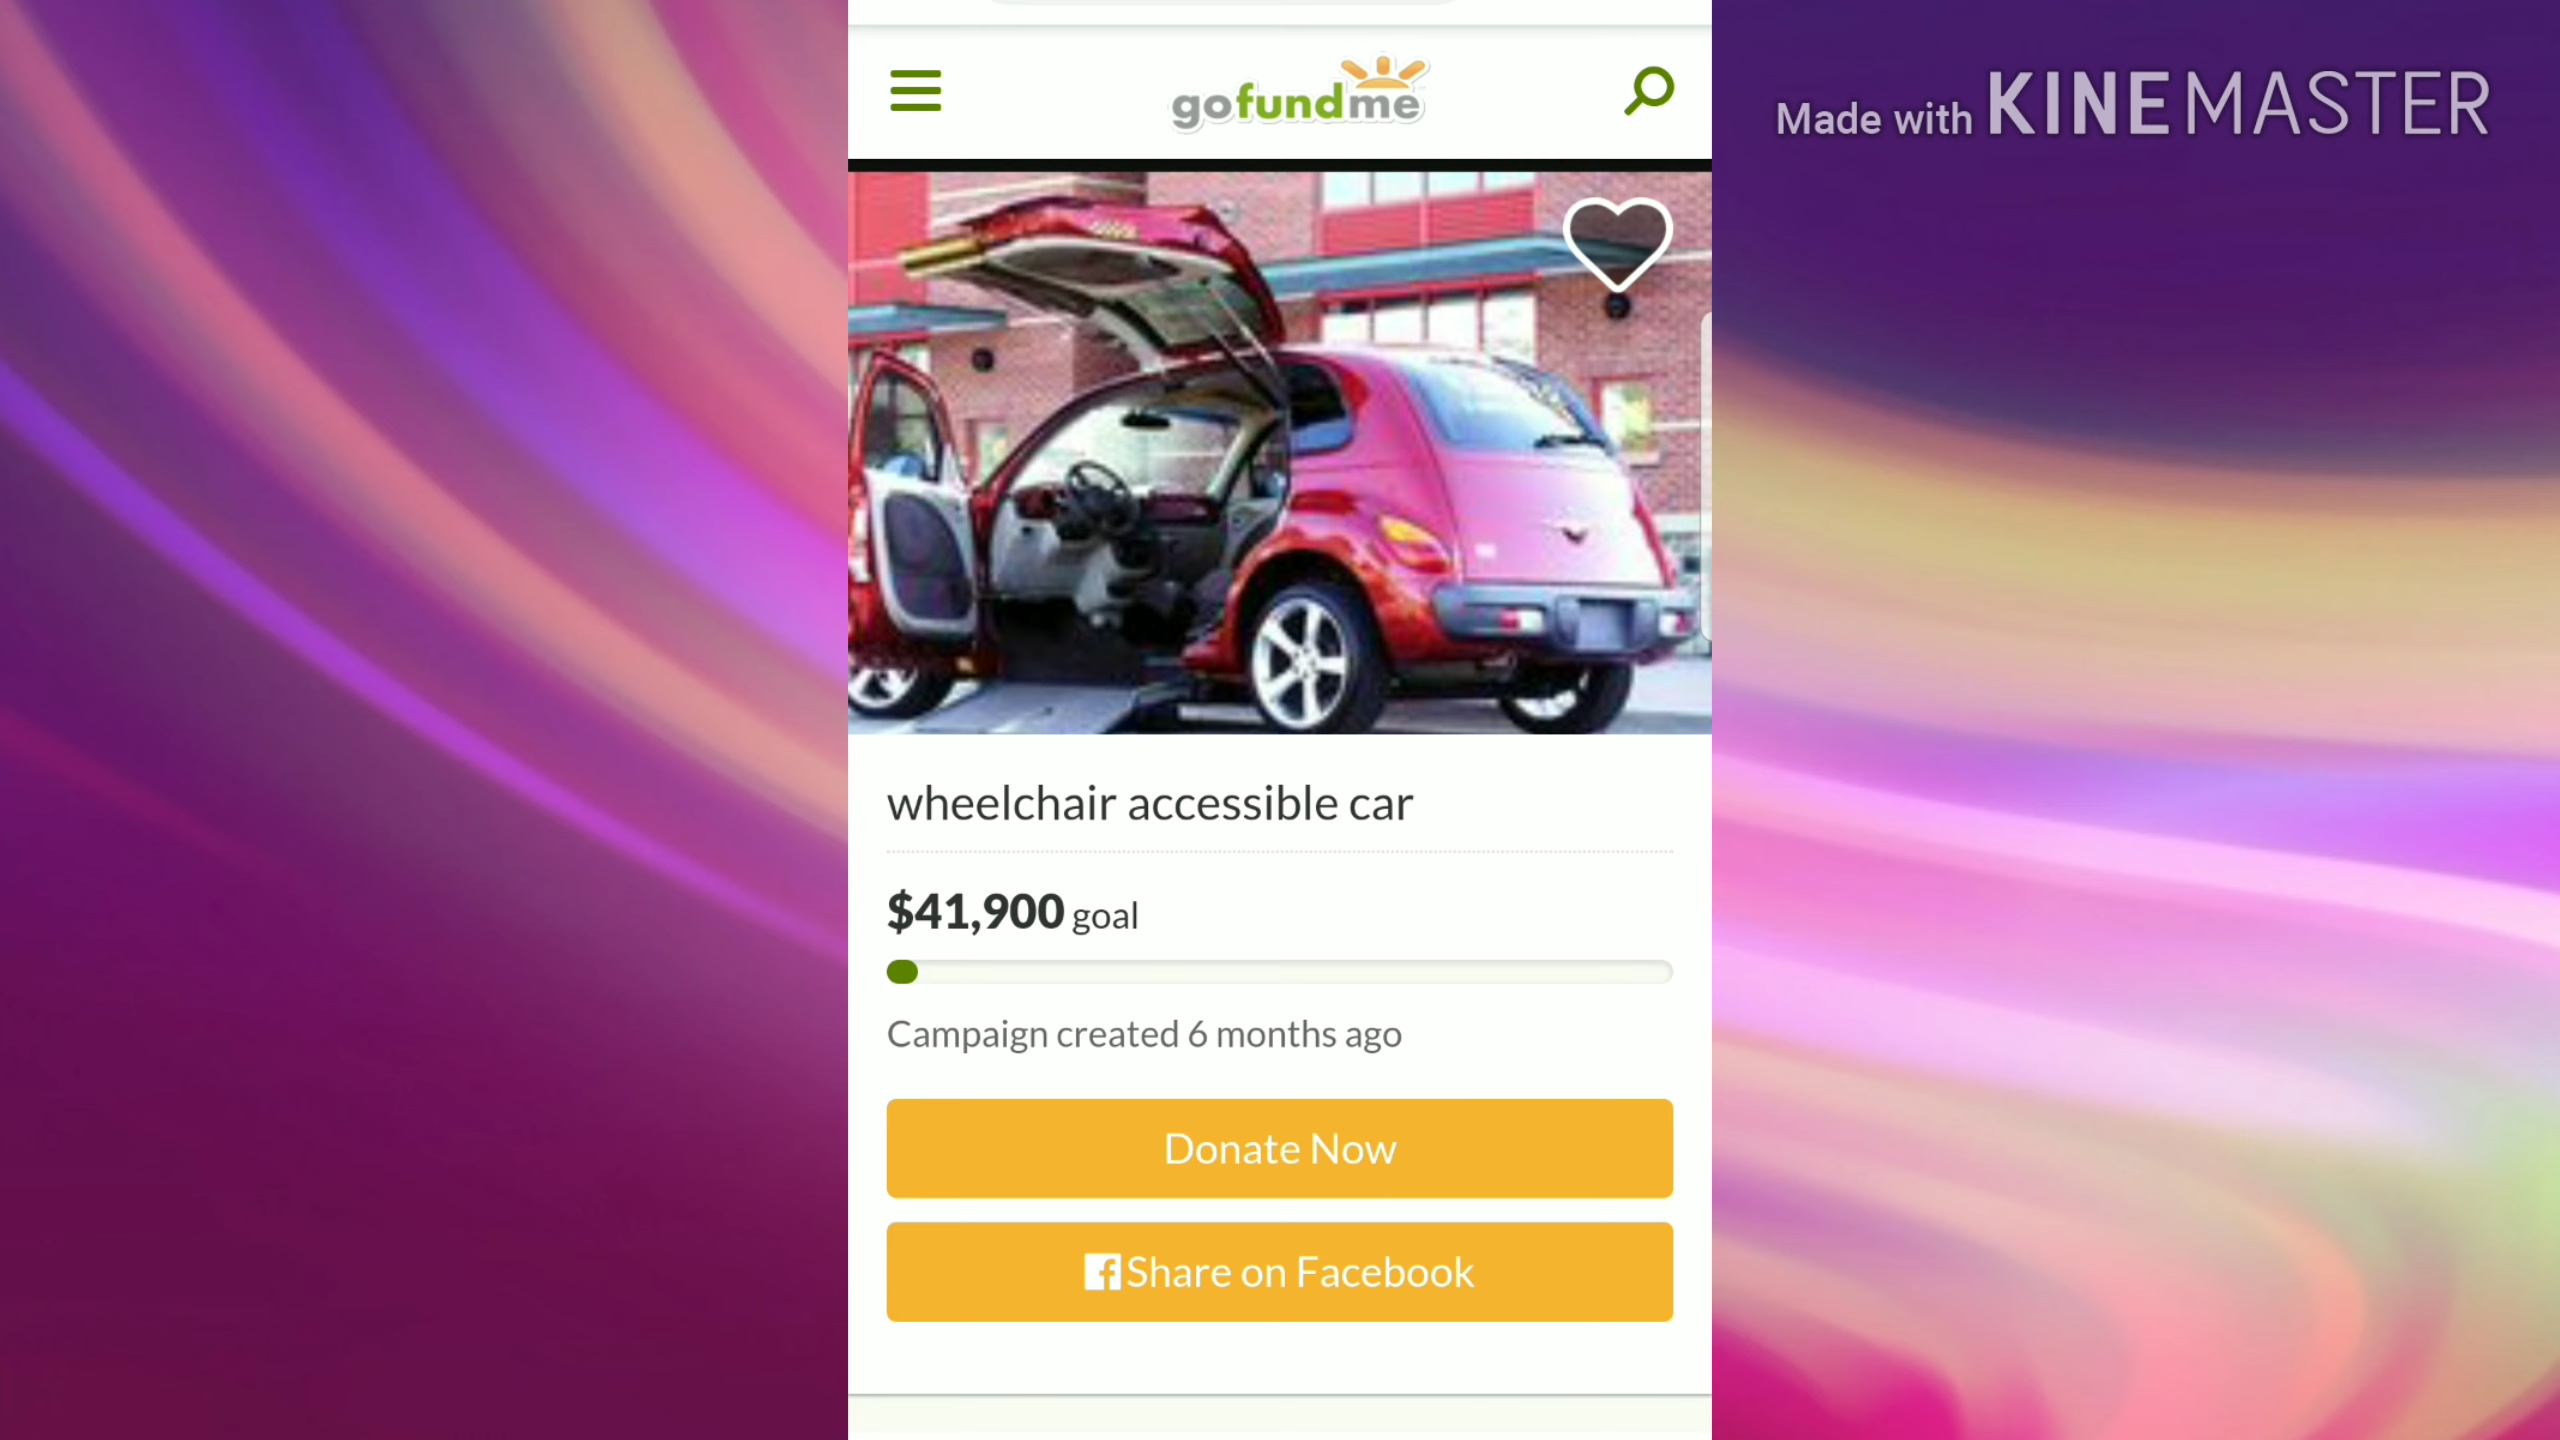 gofundme
Made with KINEMASTER
wheelchair accessible car
$41,900 goal
Campaign created 6 months ago
Donate Now
Share on Facebook